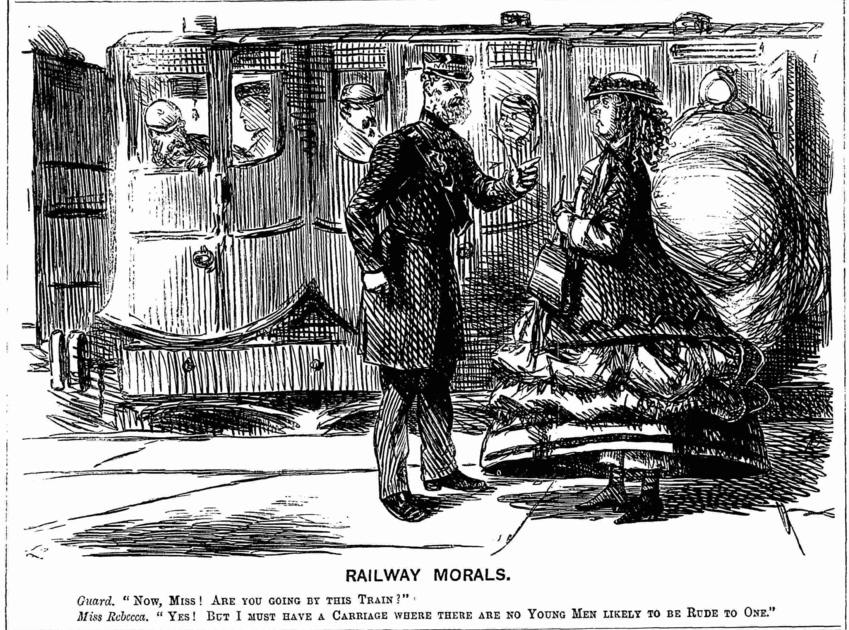 RAILWAY MORALS.
Guard. "Now, Miss! Are you going by this Train?"
Miss Rebecca. "Yes! But I must have a Carriage where there are no Young Men likely to be Rude to One."